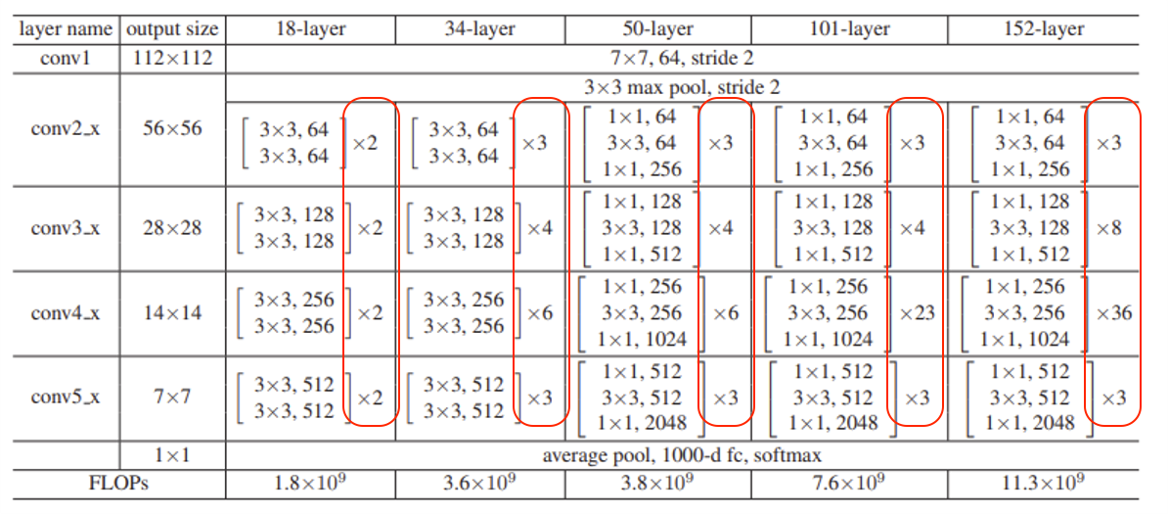 layer name output size 18-layer 34-layer 50-layer 101-layer 152-layer
conv1 112×112 7×7, 64, stride 2
3×3 max pool, stride 2
conv2_x 56×56
[ 3×3, 64 3×3, 64 ] ×2
[ 3×3, 64 3×3, 64 ] ×3
[ 1×1, 64 3×3, 64 1×1, 256 ] ×3
[ 1×1, 64 3×3, 64 1×1, 256 ] ×3
[ 1×1, 64 3×3, 64 1×1, 256 ] ×3
conv3_x 28×28
[ 3×3, 128 3×3, 128 ] ×2
[ 3×3, 128 3×3, 128 ] ×4
[ 1×1, 128 3×3, 128 1×1, 512 ] ×4
[ 1×1, 128 3×3, 128 1×1, 512 ] ×4
[ 1×1, 128 3×3, 128 1×1, 512 ] ×8
conv4_x 14×14
[ 3×3, 256 3×3, 256 ] ×2
[ 3×3, 256 3×3, 256 ] ×6
[ 1×1, 256 3×3, 256 1×1, 1024 ] ×6
[ 1×1, 256 3×3, 256 1×1, 1024 ] ×23
[ 1×1, 256 3×3, 256 1×1, 1024 ] ×36
conv5_x 7×7
[ 3×3, 512 3×3, 512 ] ×2
[ 3×3, 512 3×3, 512 ] ×3
[ 1×1, 512 3×3, 512 1×1, 2048 ] ×3
[ 1×1, 512 3×3, 512 1×1, 2048 ] ×3
[ 1×1, 512 3×3, 512 1×1, 2048 ] ×3
1×1 average pool, 1000-d fc, softmax
FLOPs 1.8×10⁹ 3.6×10⁹ 3.8×10⁹ 7.6×10⁹ 11.3×10⁹